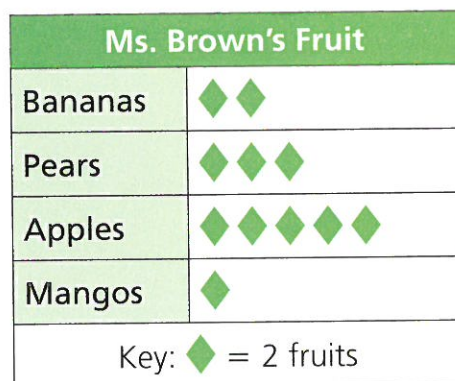 Ms. Brown's Fruit
Bananas
Pears
Apples
Mangos
Key: ♦ = 2 fruits